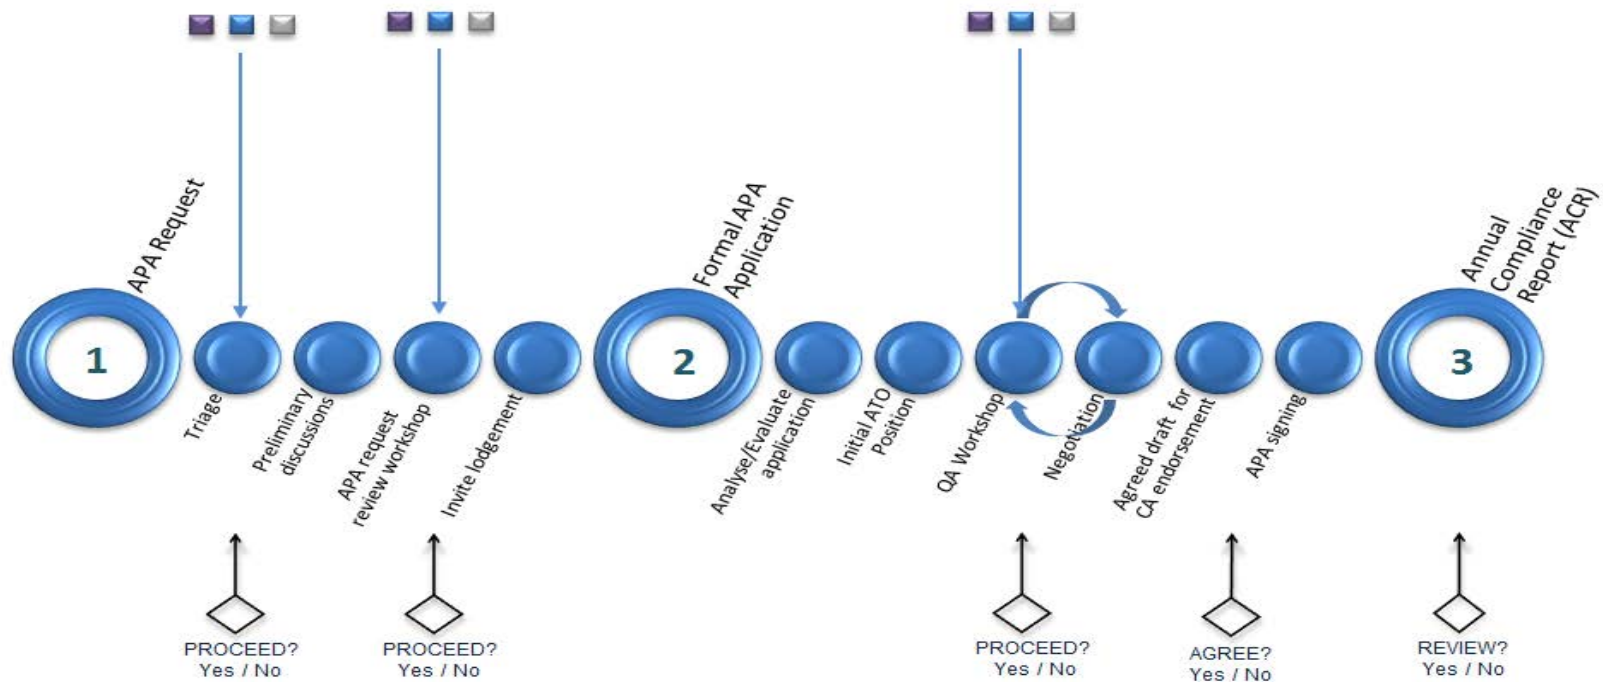 APA Request
Formal APA
Application
Annual
Compliance
Report (ACR)
1
2
3
Triage
Preliminary
discussions
APA request
review workshop
Invite lodgement
Analyse/Evaluate
application
Initial ATO
Position
QA Workshop
Negotiation
Agreed draft for
CA endorsement
APA signing
PROCEED?
Yes / No
PROCEED?
Yes / No
PROCEED?
Yes / No
AGREE?
Yes / No
REVIEW?
Yes / No